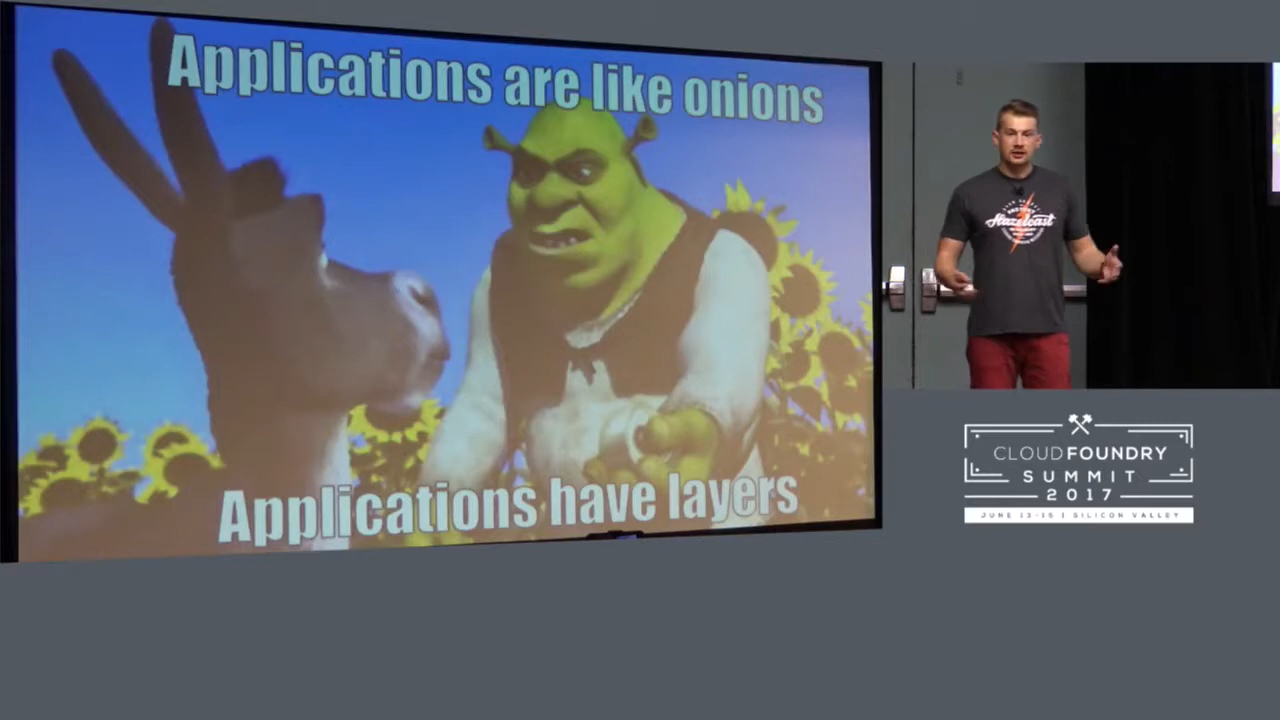 Applications are like onions
Applications have layers
Hazelcast
CLOUD FOUNDRY
SUMMIT
2017
JUNE 13-15 | SILICON VALLEY